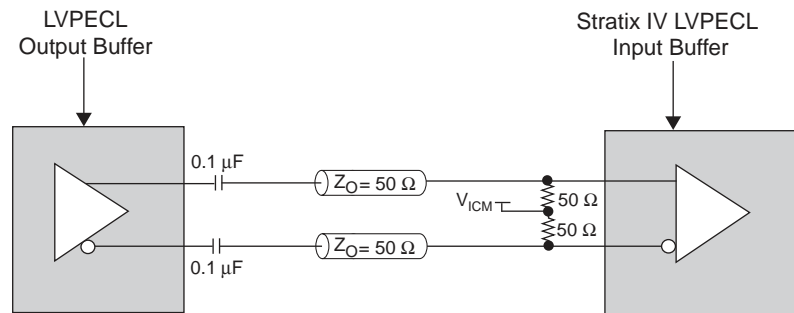 LVPECL
Output Buffer
Stratix IV LVPECL
Input Buffer
0.1 µF
Z_O = 50 Ω
50 Ω
V_ICM
50 Ω
Z_O = 50 Ω
0.1 µF